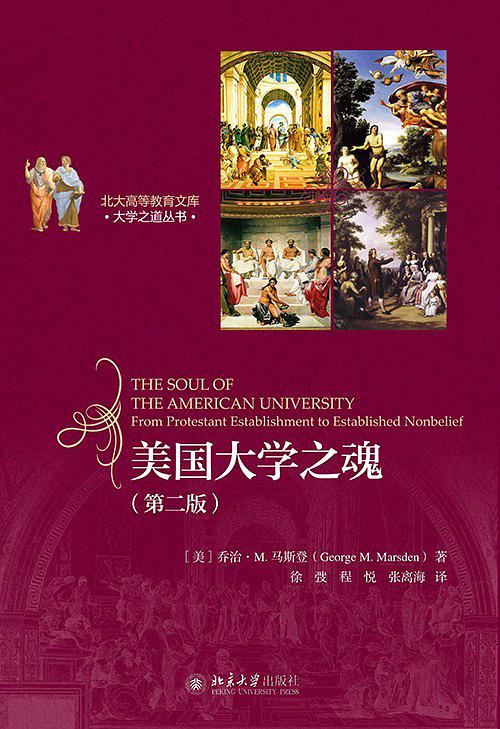 北大高等教育文库
•大学之道丛书•
THE SOUL OF
THE AMERICAN UNIVERSITY
From Protestant Establishment to Established Nonbelief
美国大学之魂
（第二版）
［美］乔治·M. 马斯登（George M. Marsden）著
徐弢 程悦 张离海 译
北京大学出版社
PEKING UNIVERSITY PRESS